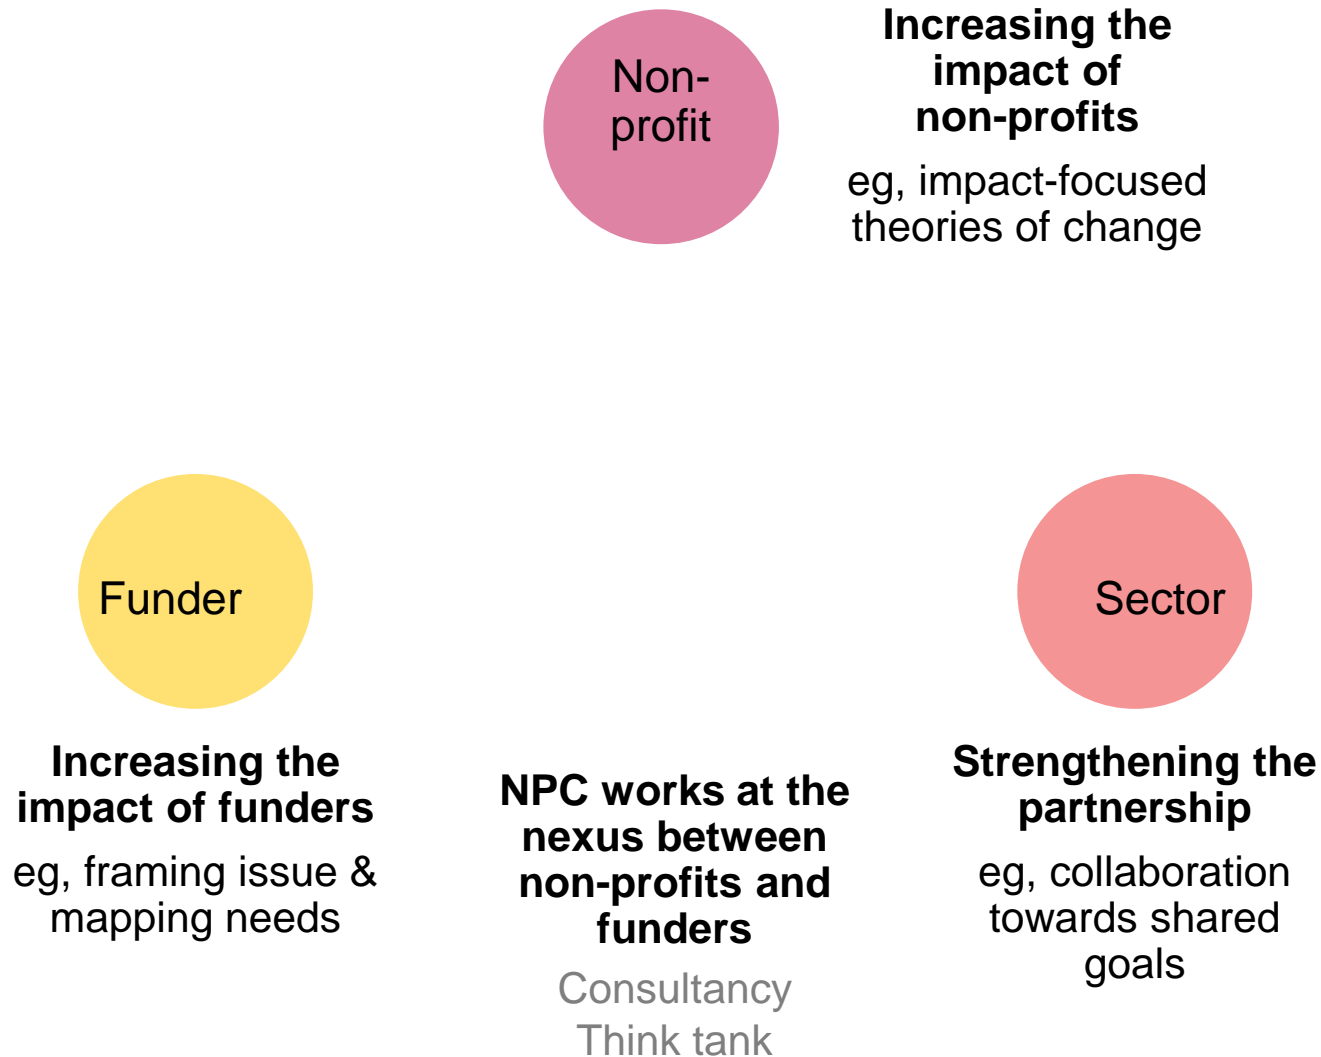 Non-
profit
Increasing the
impact of
non-profits
eg, impact-focused
theories of change
Funder
Increasing the
impact of funders
eg, framing issue &
mapping needs
NPC works at the
nexus between
non-profits and
funders
Consultancy
Think tank
Sector
Strengthening the
partnership
eg, collaboration
towards shared
goals